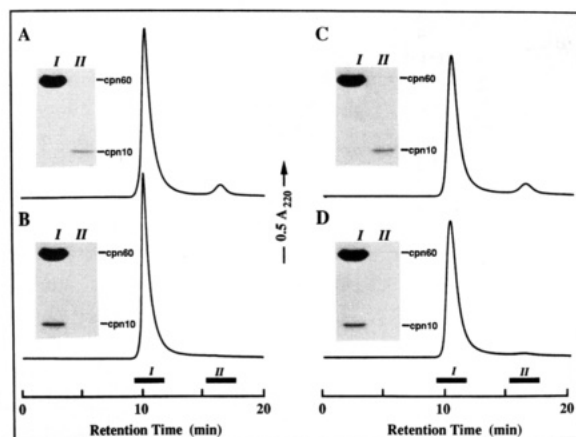 A
I II
cpn60
cpn10
B
I II
cpn60
cpn10
C
I II
cpn60
cpn10
D
I II
cpn60
cpn10
0.5 A220
I II
I II
0 10 20
0 10 20
Retention Time (min)
Retention Time (min)